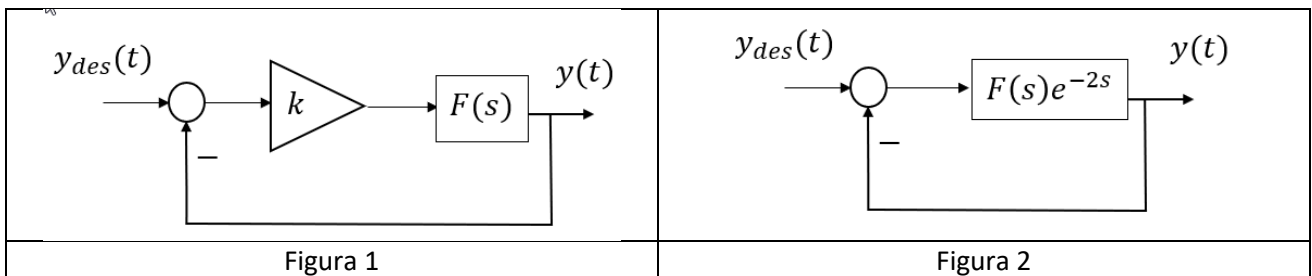 y_des(t)
k
F(s)
y(t)
−
Figura 1
y_des(t)
F(s)e^{-2s}
y(t)
−
Figura 2